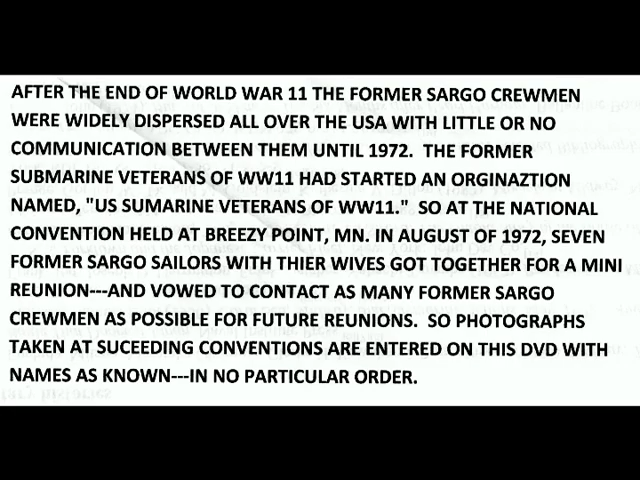 AFTER THE END OF WORLD WAR 11 THE FORMER SARGO CREWMEN
WERE WIDELY DISPERSED ALL OVER THE USA WITH LITTLE OR NO
COMMUNICATION BETWEEN THEM UNTIL 1972.  THE FORMER
SUBMARINE VETERANS OF WW11 HAD STARTED AN ORGINAZTION
NAMED, "US SUMARINE VETERANS OF WW11."  SO AT THE NATIONAL
CONVENTION HELD AT BREEZY POINT, MN. IN AUGUST OF 1972, SEVEN
FORMER SARGO SAILORS WITH THIER WIVES GOT TOGETHER FOR A MINI
REUNION---AND VOWED TO CONTACT AS MANY FORMER SARGO
CREWMEN AS POSSIBLE FOR FUTURE REUNIONS.  SO PHOTOGRAPHS
TAKEN AT SUCEEDING CONVENTIONS ARE ENTERED ON THIS DVD WITH
NAMES AS KNOWN---IN NO PARTICULAR ORDER.